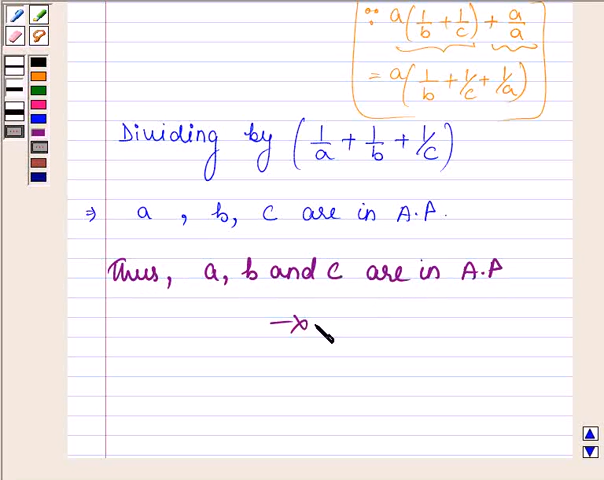 ∵ a(1/b + 1/c) + a/a
= a(1/b + 1/c + 1/a)
Dividing by (1/a + 1/b + 1/c)
⇒ a , b, c are in A.P.
Thus, a, b and c are in A.P